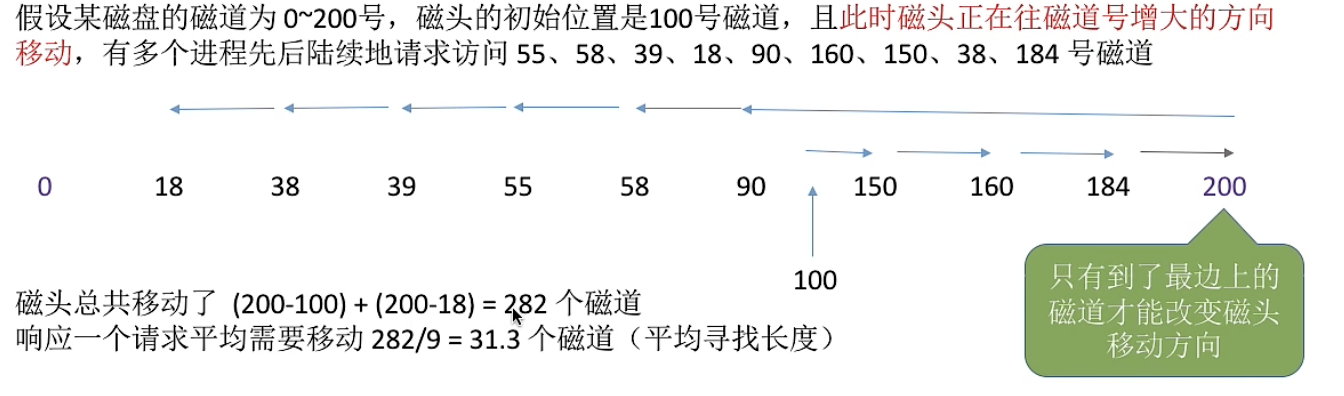 假设某磁盘的磁道为 0~200号，磁头的初始位置是100号磁道，且此时磁头正在往磁道号增大的方向
移动，有多个进程先后陆续地请求访问 55、58、39、18、90、160、150、38、184 号磁道
0 18 38 39 55 58 90 150 160 184 200
100
只有到了最边上的
磁道才能改变磁头
移动方向
磁头总共移动了 (200-100) + (200-18) = 282 个磁道
响应一个请求平均需要移动 282/9 = 31.3 个磁道（平均寻找长度）